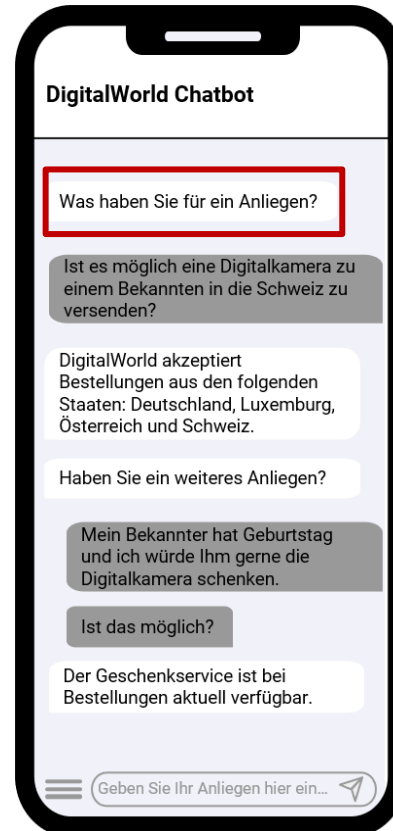 DigitalWorld Chatbot
Was haben Sie für ein Anliegen?
Ist es möglich eine Digitalkamera zu
einem Bekannten in die Schweiz zu
versenden?
DigitalWorld akzeptiert
Bestellungen aus den folgenden
Staaten: Deutschland, Luxemburg,
Österreich und Schweiz.
Haben Sie ein weiteres Anliegen?
Mein Bekannter hat Geburtstag
und ich würde Ihm gerne die
Digitalkamera schenken.
Ist das möglich?
Der Geschenkservice ist bei
Bestellungen aktuell verfügbar.
Geben Sie Ihr Anliegen hier ein...